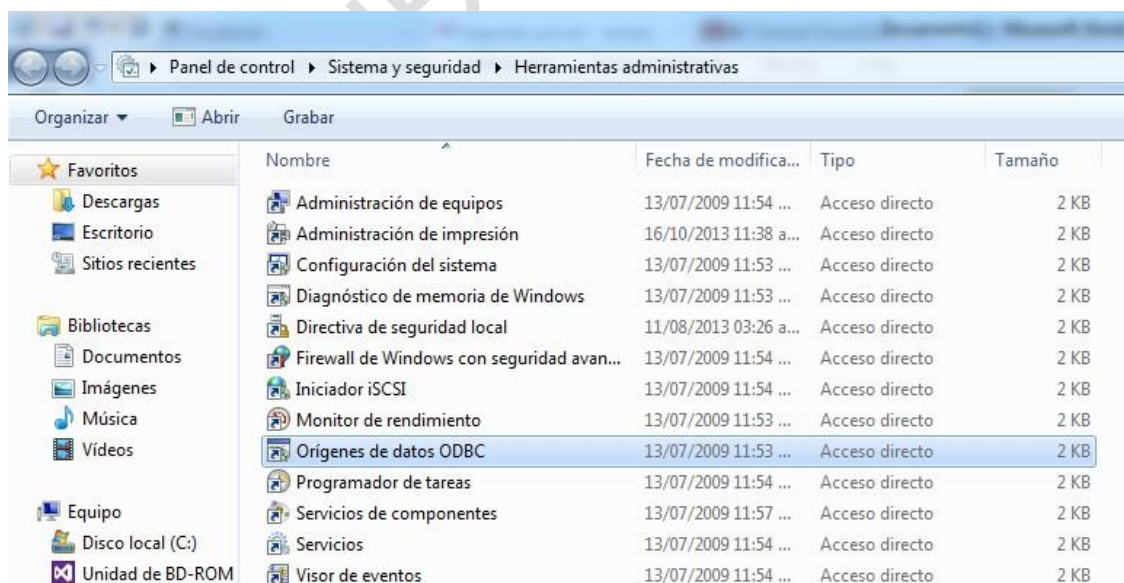 Panel de control ▸ Sistema y seguridad ▸ Herramientas administrativas
Organizar ▾ Abrir Grabar
Nombre Fecha de modifica... Tipo Tamaño
Favoritos
Descargas
Escritorio
Sitios recientes
Bibliotecas
Documentos
Imágenes
Música
Vídeos
Equipo
Disco local (C:)
Unidad de BD-ROM
Administración de equipos 13/07/2009 11:54 ... Acceso directo 2 KB
Administración de impresión 16/10/2013 11:38 a... Acceso directo 2 KB
Configuración del sistema 13/07/2009 11:53 ... Acceso directo 2 KB
Diagnóstico de memoria de Windows 13/07/2009 11:53 ... Acceso directo 2 KB
Directiva de seguridad local 11/08/2013 03:26 a... Acceso directo 2 KB
Firewall de Windows con seguridad avan... 13/07/2009 11:54 ... Acceso directo 2 KB
Iniciador iSCSI 13/07/2009 11:54 ... Acceso directo 2 KB
Monitor de rendimiento 13/07/2009 11:53 ... Acceso directo 2 KB
Orígenes de datos ODBC 13/07/2009 11:53 ... Acceso directo 2 KB
Programador de tareas 13/07/2009 11:54 ... Acceso directo 2 KB
Servicios de componentes 13/07/2009 11:57 ... Acceso directo 2 KB
Servicios 13/07/2009 11:54 ... Acceso directo 2 KB
Visor de eventos 13/07/2009 11:54 ... Acceso directo 2 KB